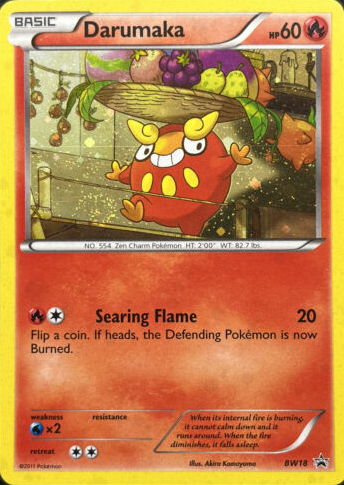 BASIC
Darumaka
HP60
NO. 554 Zen Charm Pokémon HT: 2'00" WT: 82.7 lbs.
Searing Flame 20
Flip a coin. If heads, the Defending Pokémon is now
Burned.
weakness
resistance
×2
retreat
When its internal fire is burning,
it cannot calm down and it
runs around. When the fire
diminishes, it falls asleep.
©2011 Pokémon
Illus. Akira Komayama
BW18